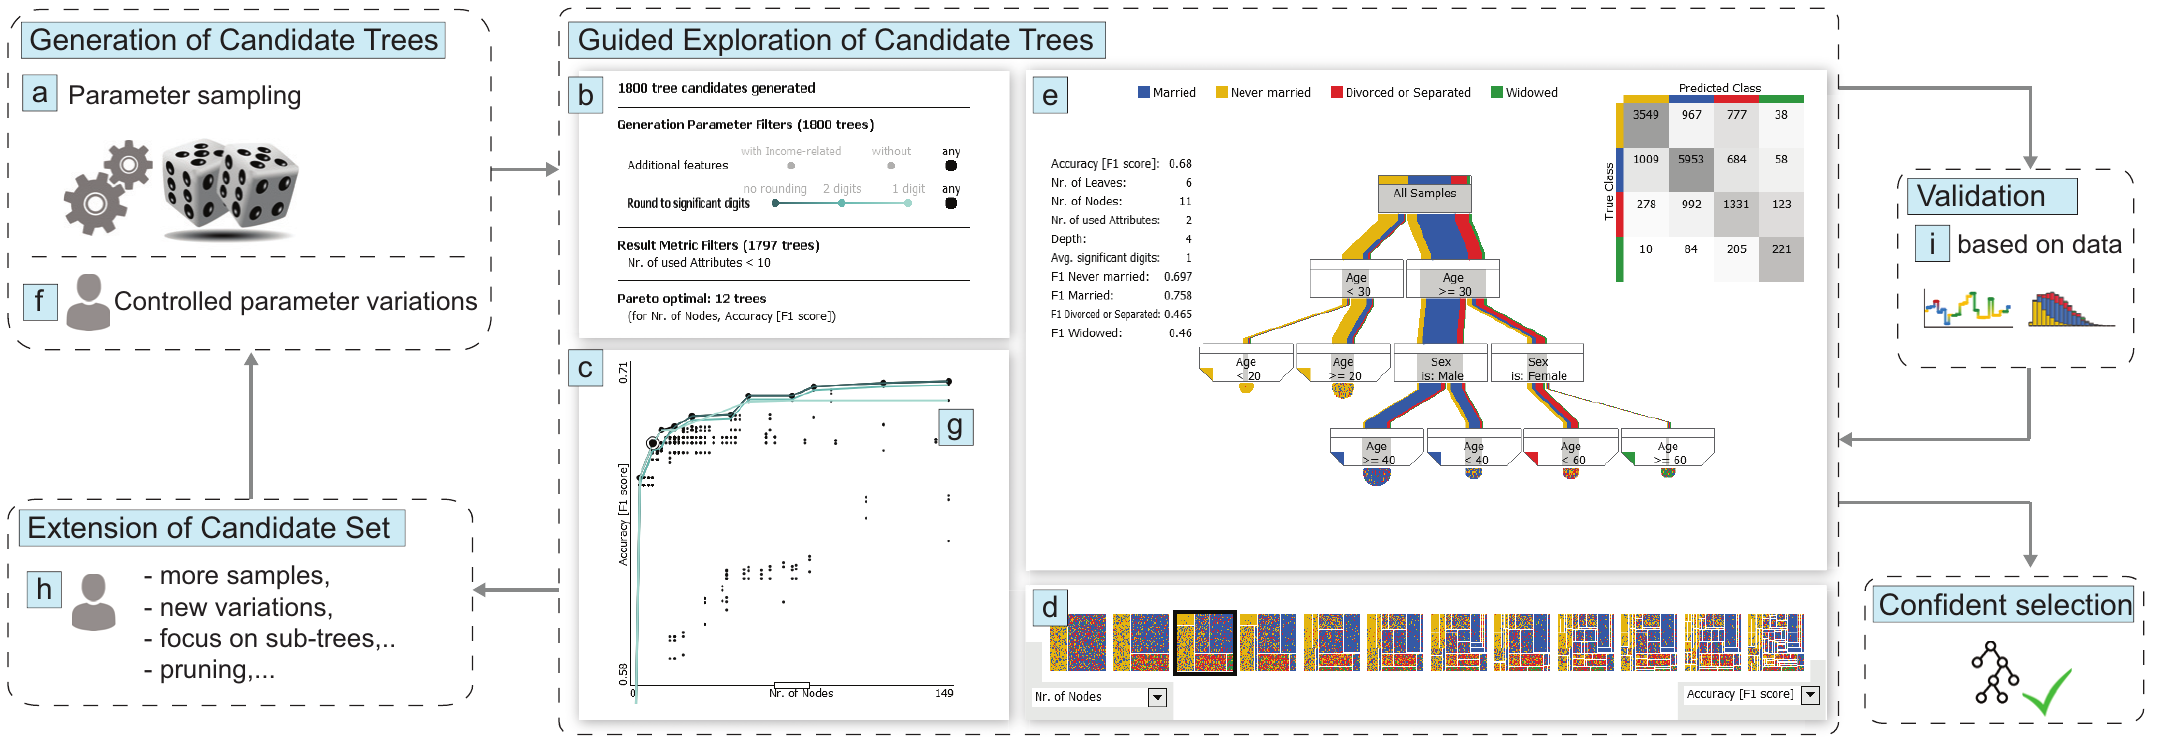 Generation of Candidate Trees
a Parameter sampling
f Controlled parameter variations
Extension of Candidate Set
h
- more samples,
- new variations,
- focus on sub-trees,..
- pruning,...
Guided Exploration of Candidate Trees
b
1800 tree candidates generated
Generation Parameter Filters (1800 trees)
with Income-related without any
Additional features
no rounding 2 digits 1 digit any
Round to significant digits
Result Metric Filters (1797 trees)
Nr. of used Attributes < 10
Pareto optimal: 12 trees
(for Nr. of Nodes, Accuracy [F1 score])
c
0.71
Accuracy [F1 score]
0.58
0
Nr. of Nodes
149
g
e
Married Never married Divorced or Separated Widowed
Accuracy [F1 score]: 0.68
Nr. of Leaves: 6
Nr. of Nodes: 11
Nr. of used Attributes: 2
Depth: 4
Avg. significant digits: 1
F1 Never married: 0.697
F1 Married: 0.758
F1 Divorced or Separated: 0.465
F1 Widowed: 0.46
All Samples
Age
< 30
Age
>= 30
Age
< 20
Age
>= 20
Sex
is: Male
Sex
is: Female
Age
>= 40
Age
< 40
Age
< 60
Age
>= 60
Predicted Class
True Class
3549 967 777 38
1009 5953 684 58
278 992 1331 123
10 84 205 221
d
Nr. of Nodes
Accuracy [F1 score]
Validation
i based on data
Confident selection